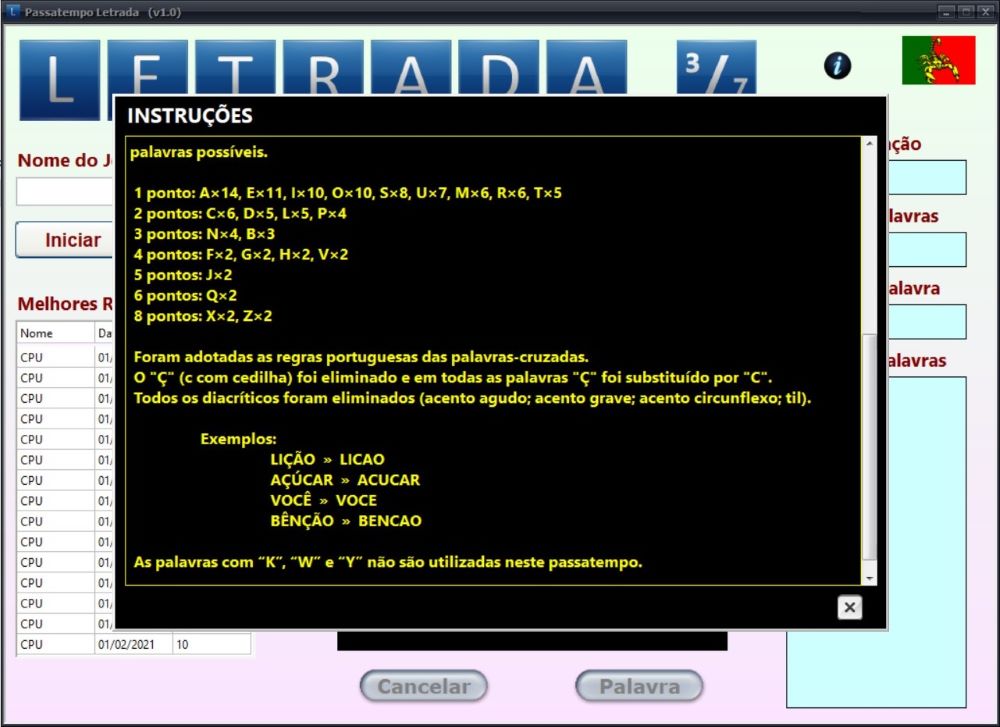 Passatempo Letrada (v1.0)
LETRADA 3/7
INSTRUÇÕES
palavras possíveis.
1 ponto: A×14, E×11, I×10, O×10, S×8, U×7, M×6, R×6, T×5
2 pontos: C×6, D×5, L×5, P×4
3 pontos: N×4, B×3
4 pontos: F×2, G×2, H×2, V×2
5 pontos: J×2
6 pontos: Q×2
8 pontos: X×2, Z×2
Foram adotadas as regras portuguesas das palavras-cruzadas.
O "Ç" (c com cedilha) foi eliminado e em todas as palavras "Ç" foi substituído por "C".
Todos os diacríticos foram eliminados (acento agudo; acento grave; acento circunflexo; til).
Exemplos:
LIÇÃO » LICAO
AÇÚCAR » ACUCAR
VOCÊ » VOCE
BÊNÇÃO » BENCAO
As palavras com “K”, “W” e “Y” não são utilizadas neste passatempo.
Nome do J
Iniciar
Melhores R
Nome Da
CPU 01/
CPU 01/
CPU 01/
CPU 01/
CPU 01/
CPU 01/
CPU 01/
CPU 01/
CPU 01/
CPU 01/
CPU 01/
CPU 01/
CPU 01/
CPU 01/
CPU 01/02/2021 10
ção
lavras
alavra
alavras
Cancelar
Palavra